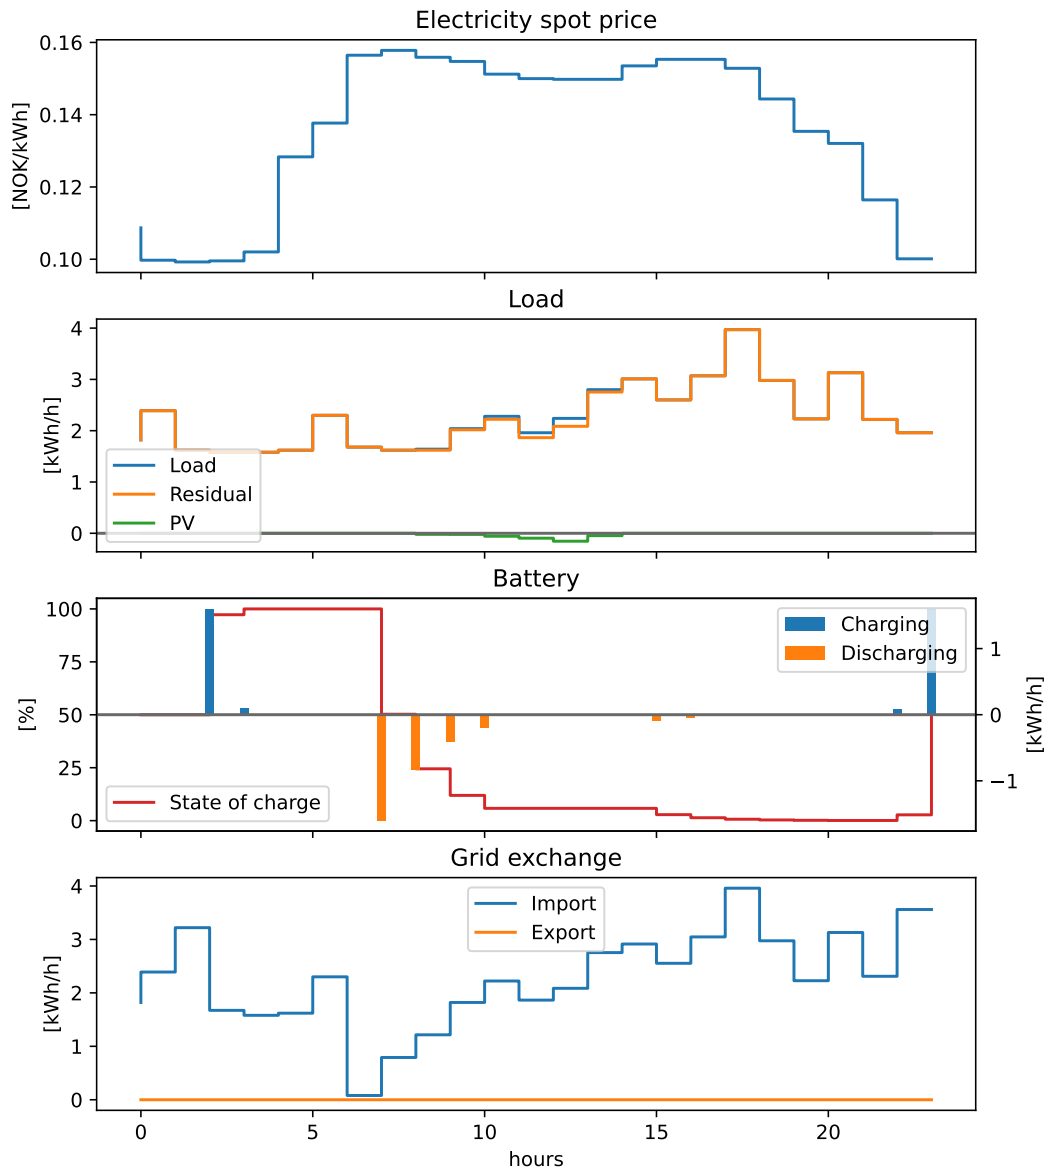 Electricity spot price
0.16
0.14
0.12
0.10
[NOK/kWh]
Load
4
3
2
1
0
[kWh/h]
Load
Residual
PV
Battery
100
75
50
25
0
[%]
Charging
Discharging
State of charge
1
0
−1
[kWh/h]
Grid exchange
4
3
2
1
0
[kWh/h]
Import
Export
0 5 10 15 20
hours